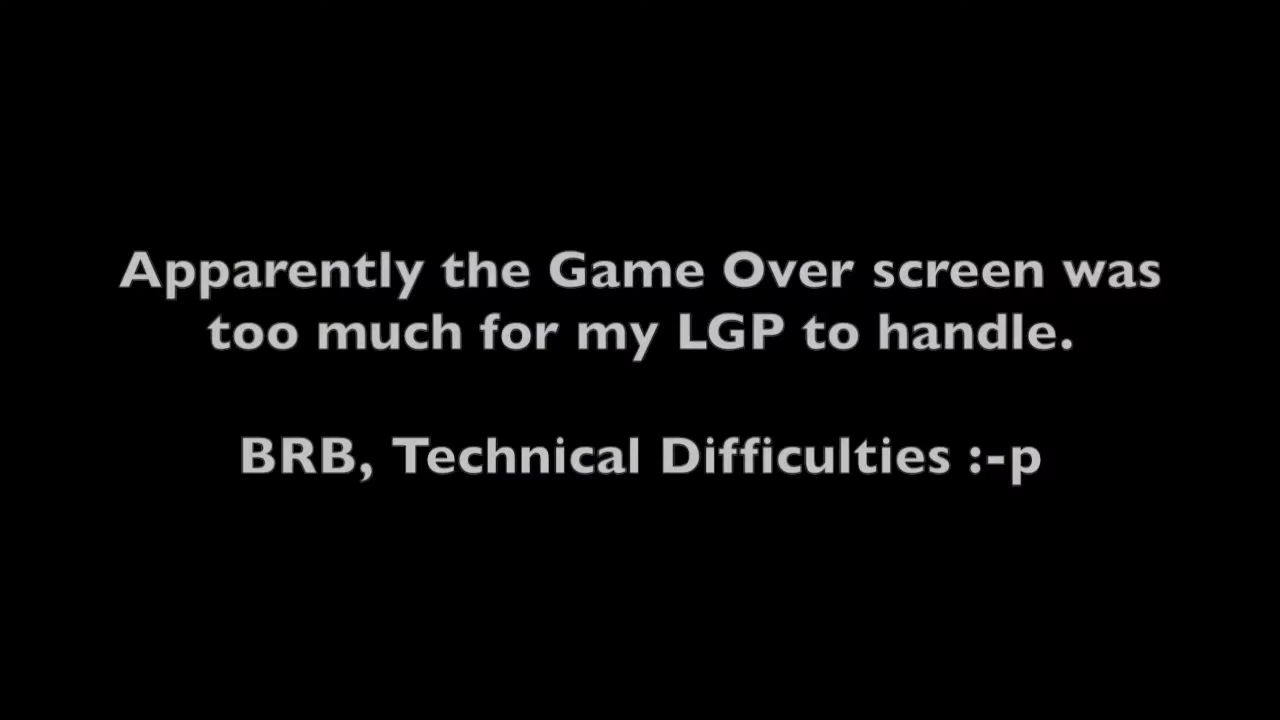 Apparently the Game Over screen was
too much for my LGP to handle.
BRB, Technical Difficulties :-p